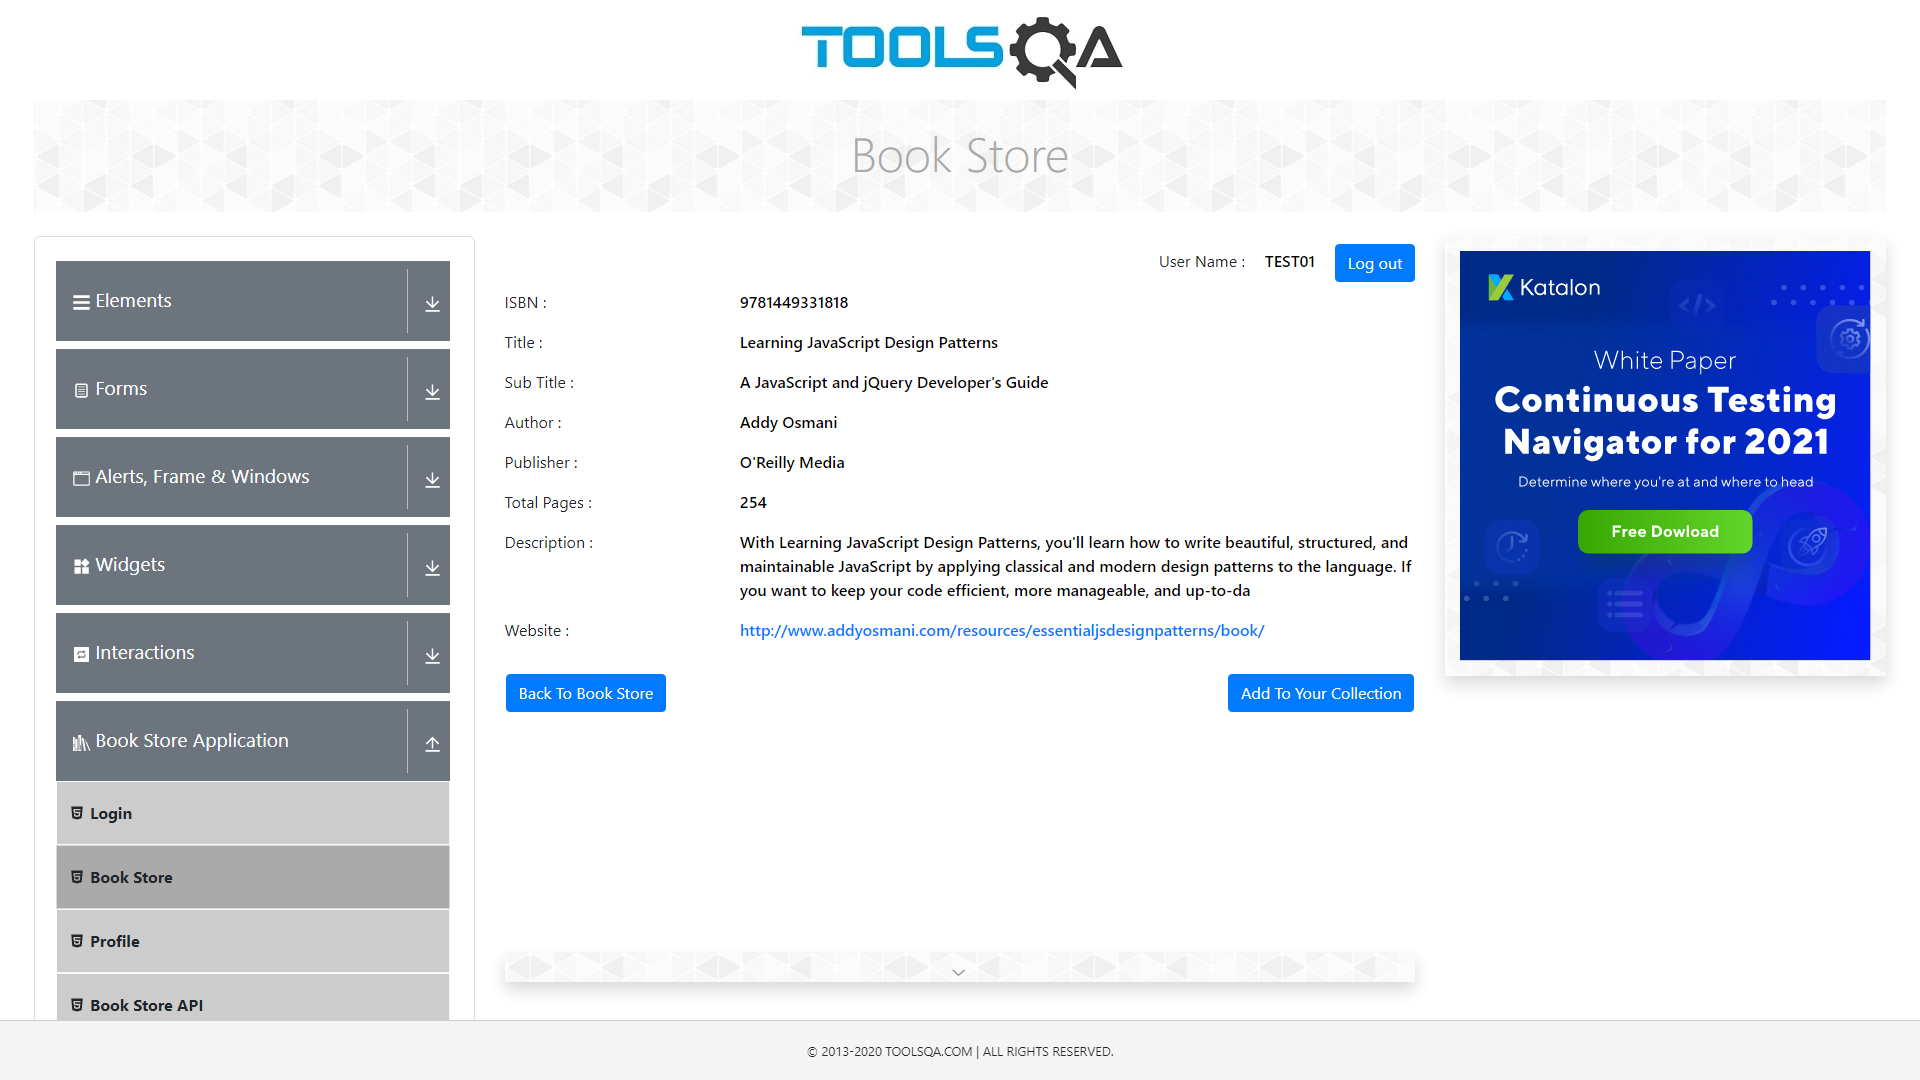 TOOLSQA
Book Store
Elements
Forms
Alerts, Frame & Windows
Widgets
Interactions
Book Store Application
Login
Book Store
Profile
Book Store API
User Name : TEST01 Log out
ISBN : 9781449331818
Title : Learning JavaScript Design Patterns
Sub Title : A JavaScript and jQuery Developer's Guide
Author : Addy Osmani
Publisher : O'Reilly Media
Total Pages : 254
Description : With Learning JavaScript Design Patterns, you'll learn how to write beautiful, structured, and
maintainable JavaScript by applying classical and modern design patterns to the language. If
you want to keep your code efficient, more manageable, and up-to-da
Website : http://www.addyosmani.com/resources/essentialjsdesignpatterns/book/
Back To Book Store Add To Your Collection
Katalon
White Paper
Continuous Testing
Navigator for 2021
Determine where you're at and where to head
Free Dowload
© 2013-2020 TOOLSQA.COM | ALL RIGHTS RESERVED.